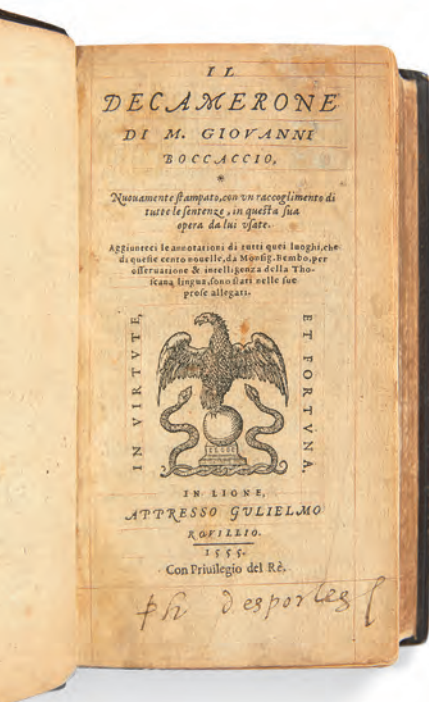 IL
DECAMERONE
DI M. GIOVANNI
BOCCACCIO,
*
Nuouamente ſtampato, con vn raccoglimento di
tutte le ſentenze, in queſta ſua
opera da lui vſate.
Aggiunteci le annotationi di tutti quei luoghi, che
di queſte cento nouelle, da Monſig. Bembo, per
oſſeruatione & intelligenza della Tho-
ſcana lingua, ſono ſtati nelle ſue
proſe allegati.
IN VIRTVTE,
ET FORTVNA.
IN LIONE,
APPRESSO GVLIELMO
ROVILLIO.
1555.
Con Priuilegio del Rè.
ph desportes